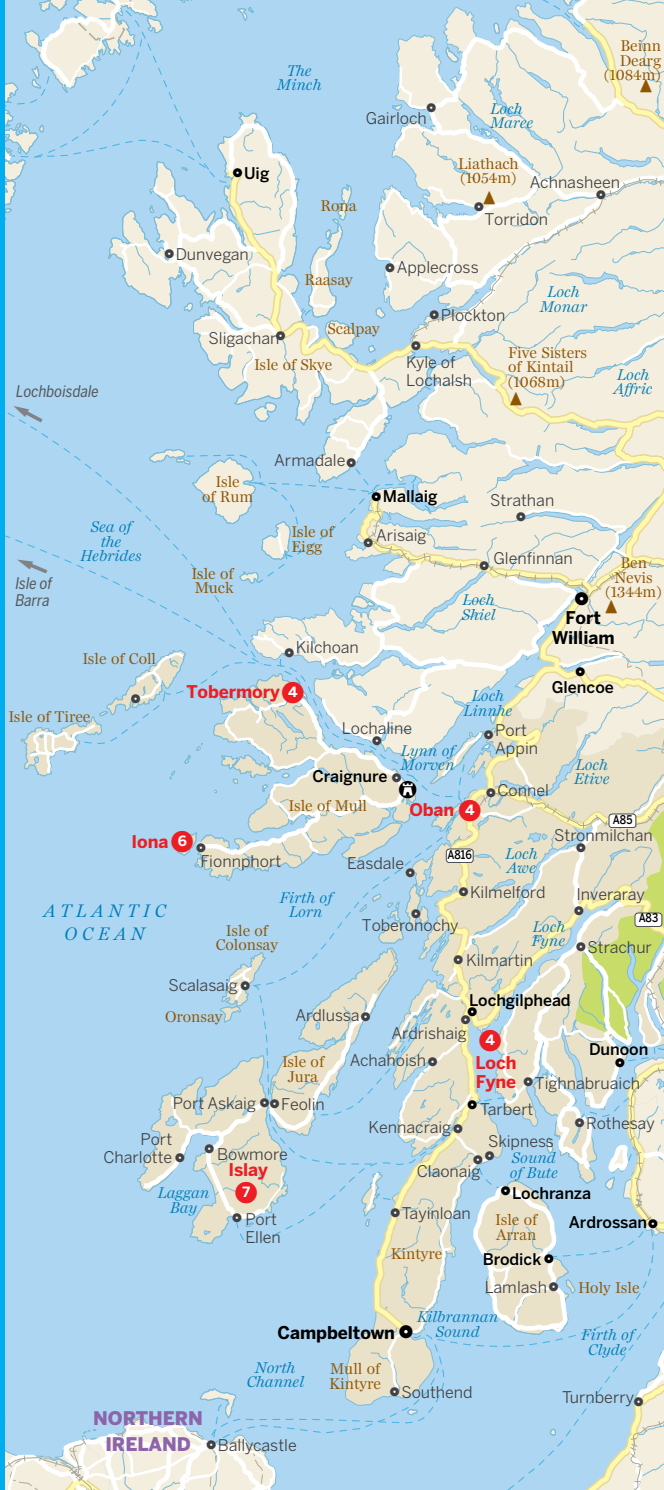 The
Minch
Beinn
Dearg
(1084m)
Gairloch
Loch
Maree
Liathach
(1054m)
Achnasheen
Uig
Rona
Torridon
Dunvegan
Applecross
Raasay
Loch
Monar
Plockton
Scalpay
Sligachan
Isle of Skye
Kyle of
Lochalsh
Five Sisters
of Kintail
(1068m)
Loch
Affric
Lochboisdale
Armadale
Isle
of Rum
Mallaig
Strathan
Sea of
the
Hebrides
Isle of
Eigg
Arisaig
Glenfinnan
Isle of
Barra
Isle of
Muck
Ben
Nevis
(1344m)
Loch
Shiel
Fort
William
Kilchoan
Isle of Coll
Tobermory 4
Glencoe
Isle of Tiree
Loch
Linnhe
Lochaline
Port
Appin
Lynn of
Morven
Loch
Etive
Craignure
Connel
Isle of Mull
Oban 4
A85
Stronmilchan
Iona 6
Fionnphort
A816
Easdale
Loch
Awe
Kilmelford
Inveraray
Firth of
Lorn
ATLANTIC
OCEAN
Toberonochy
A83
Isle of
Colonsay
Loch
Fyne
Strachur
Kilmartin
Scalasaig
Lochgilphead
Oronsay
Ardlussa
Ardrishaig
4
Loch
Fyne
Dunoon
Isle of
Jura
Achahoish
Tighnabruaich
Port Askaig
Feolin
Tarbert
Kennacraig
Rothesay
Port
Charlotte
Bowmore
Skipness
Claonaig
Sound
of Bute
Islay
7
Laggan
Bay
Lochranza
Port
Ellen
Tayinloan
Isle of
Arran
Ardrossan
Kintyre
Brodick
Lamlash
Holy Isle
Campbeltown
Kilbrannan
Sound
Firth of
Clyde
North
Channel
Mull of
Kintyre
Southend
Turnberry
NORTHERN
IRELAND
Ballycastle